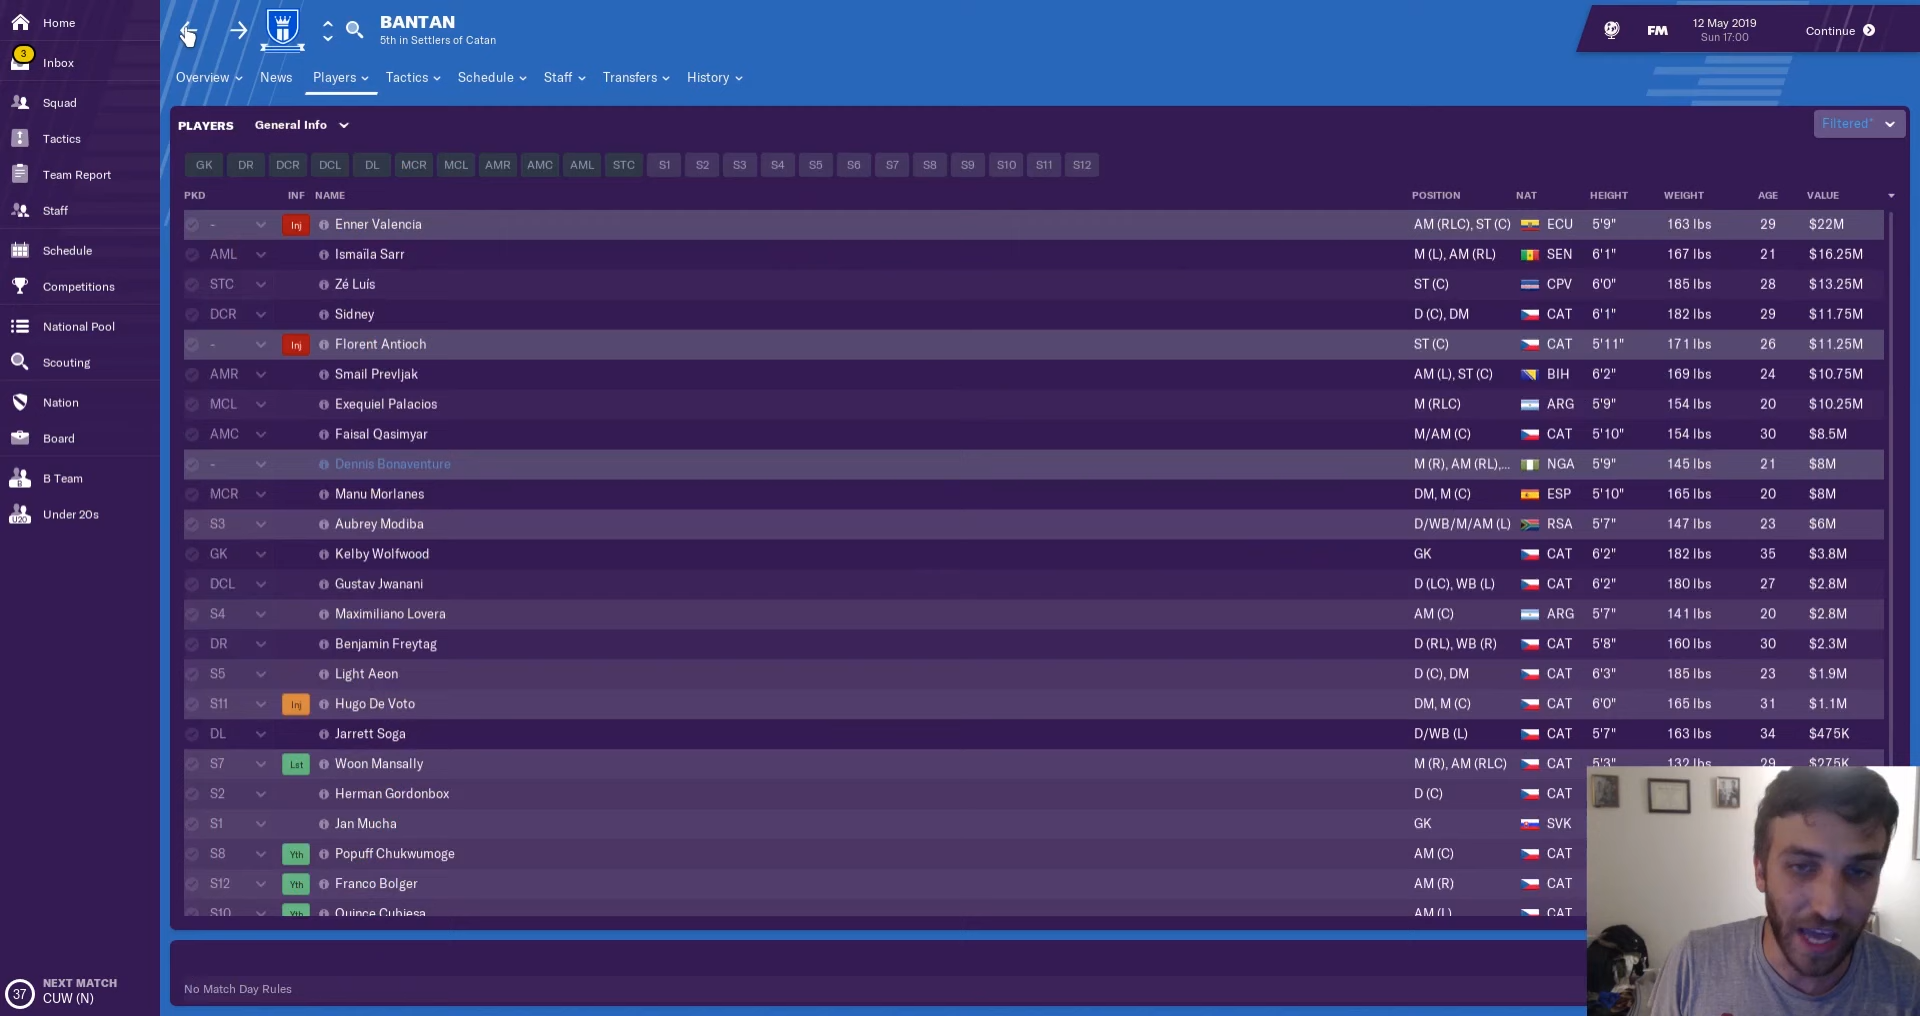 Home
3
Inbox
Squad
Tactics
Team Report
Staff
Schedule
Competitions
National Pool
Scouting
Nation
Board
B Team
Under 20s
37 NEXT MATCH
CUW (N)
BANTAN
5th in Settlers of Catan
FM 12 May 2019 Continue
Sun 17:00
Overview News Players Tactics Schedule Staff Transfers History
PLAYERS General Info Filtered*
GK DR DCR DCL DL MCR MCL AMR AMC AML STC S1 S2 S3 S4 S5 S6 S7 S8 S9 S10 S11 S12
PKD INF NAME POSITION NAT HEIGHT WEIGHT AGE VALUE
- Inj Enner Valencia AM (RLC), ST (C) ECU 5'9" 163 lbs 29 $22M
AML Ismaïla Sarr M (L), AM (RL) SEN 6'1" 167 lbs 21 $16.25M
STC Zé Luís ST (C) CPV 6'0" 185 lbs 28 $13.25M
DCR Sidney D (C), DM CAT 6'1" 182 lbs 29 $11.75M
- Inj Florent Antioch ST (C) CAT 5'11" 171 lbs 26 $11.25M
AMR Smail Prevljak AM (L), ST (C) BIH 6'2" 169 lbs 24 $10.75M
MCL Exequiel Palacios M (RLC) ARG 5'9" 154 lbs 20 $10.25M
AMC Faisal Qasimyar M/AM (C) CAT 5'10" 154 lbs 30 $8.5M
- Dennis Bonaventure M (R), AM (RL),... NGA 5'9" 145 lbs 21 $8M
MCR Manu Morlanes DM, M (C) ESP 5'10" 165 lbs 20 $8M
S3 Aubrey Modiba D/WB/M/AM (L) RSA 5'7" 147 lbs 23 $6M
GK Kelby Wolfwood GK CAT 6'2" 182 lbs 35 $3.8M
DCL Gustav Jwanani D (LC), WB (L) CAT 6'2" 180 lbs 27 $2.8M
S4 Maximiliano Lovera AM (C) ARG 5'7" 141 lbs 20 $2.8M
DR Benjamin Freytag D (RL), WB (R) CAT 5'8" 160 lbs 30 $2.3M
S5 Light Aeon D (C), DM CAT 6'3" 185 lbs 23 $1.9M
S11 Inj Hugo De Voto DM, M (C) CAT 6'0" 165 lbs 31 $1.1M
DL Jarrett Soga D/WB (L) CAT 5'7" 163 lbs 34 $475K
S7 Lst Woon Mansally M (R), AM (RLC) CAT 5'3" 132 lbs 29 $275K
S2 Herman Gordonbox D (C) CAT
S1 Jan Mucha GK SVK
S8 Yth Popuff Chukwumoge AM (C) CAT
S12 Yth Franco Bolger AM (R) CAT
S10 Yth Quince Cubiesa AM (L) CAT
No Match Day Rules